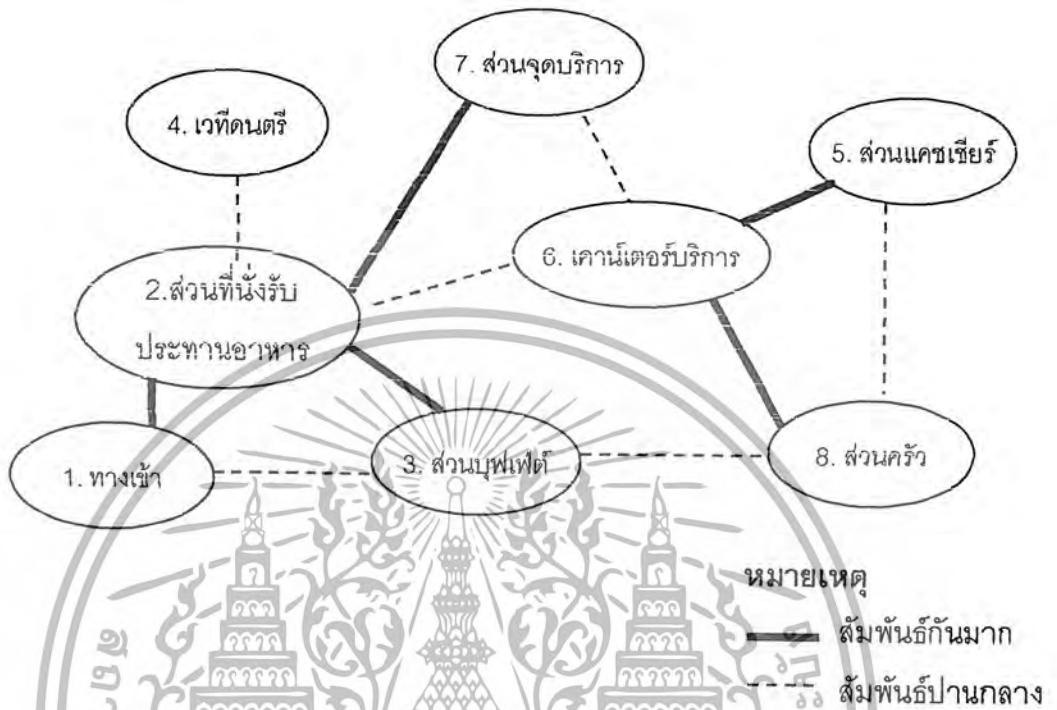 7. ส่วนจุดบริการ
4. เวทีดนตรี
5. ส่วนแคชเชียร์
6. เคาน์เตอร์บริการ
2.ส่วนที่นั่งรับ
ประทานอาหาร
1. ทางเข้า
3. ส่วนบุฟเฟ่ต์
8. ส่วนครัว
หมายเหตุ
สัมพันธ์กันมาก
สัมพันธ์ปานกลาง